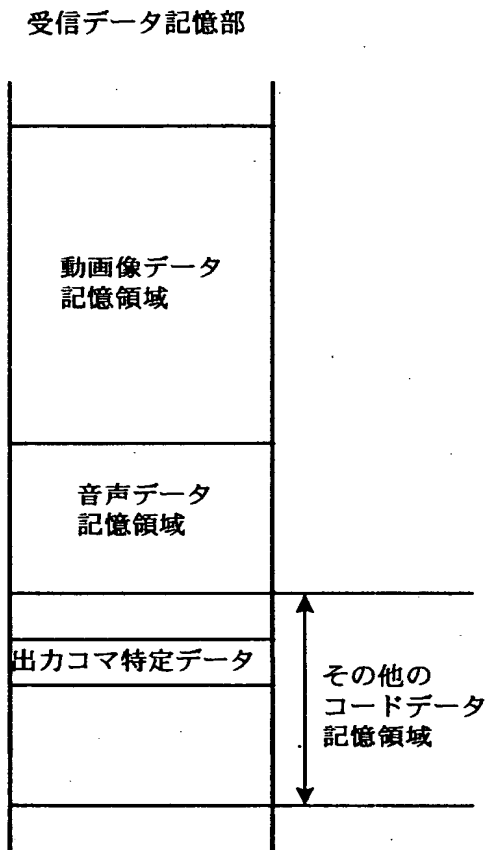 受信データ記憶部
動画像データ
記憶領域
音声データ
記憶領域
出力コマ特定データ
その他の
コードデータ
記憶領域